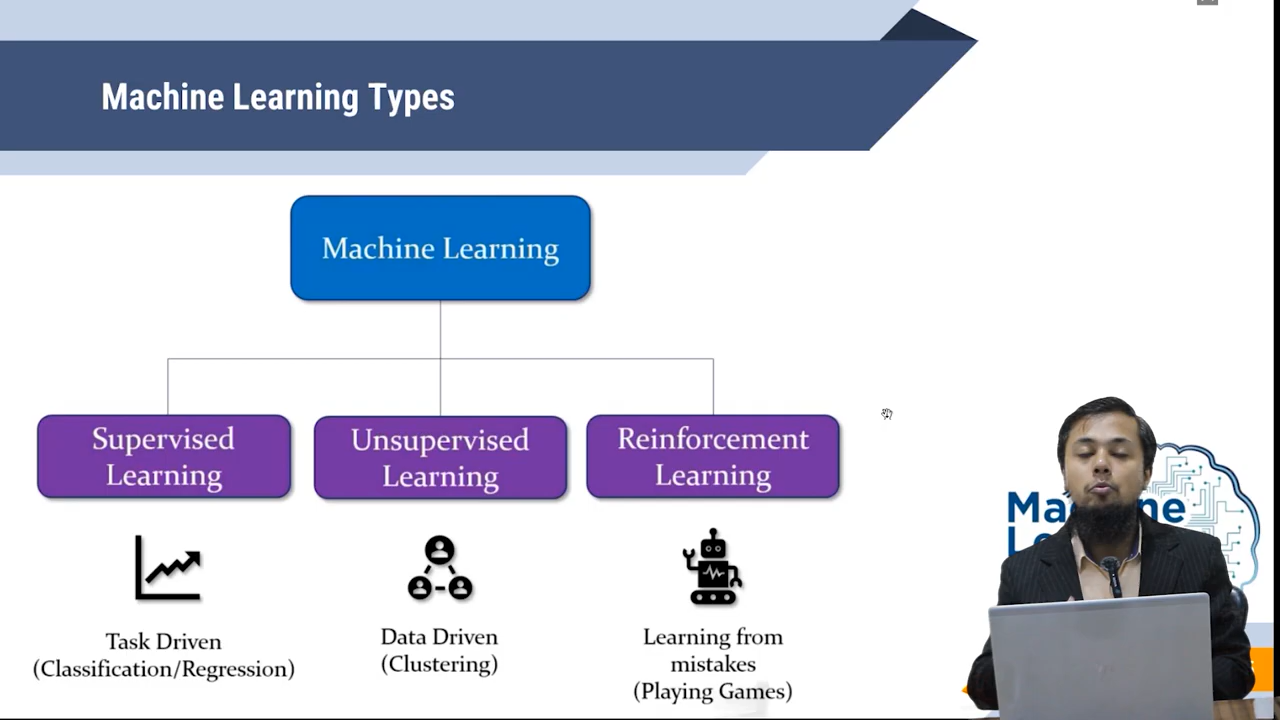 Machine Learning Types
Machine Learning
Supervised
Learning
Unsupervised
Learning
Reinforcement
Learning
Task Driven
(Classification/Regression)
Data Driven
(Clustering)
Learning from
mistakes
(Playing Games)